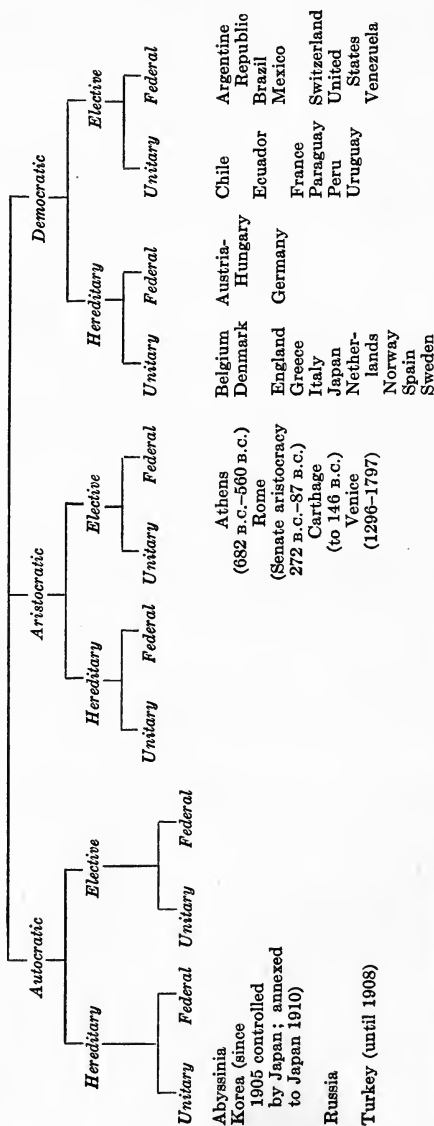 Autocratic Aristocratic Democratic
Hereditary Elective Hereditary Elective Hereditary Elective
Unitary Federal Unitary Federal Unitary Federal Unitary Federal Unitary Federal Unitary Federal
Abyssinia
Korea (since
1905 controlled
by Japan; annexed
to Japan 1910)
Russia
Turkey (until 1908)
Athens
(682 B.C.–560 B.C.)
Rome
(Senate aristocracy
272 B.C.–87 B.C.)
Carthage
(to 146 B.C.)
Venice
(1296–1797)
Belgium
Denmark
England
Greece
Italy
Japan
Nether-
lands
Norway
Spain
Sweden
Austria-
Hungary
Germany
Chile
Ecuador
France
Paraguay
Peru
Uruguay
Argentine
Republic
Brazil
Mexico
Switzerland
United
States
Venezuela